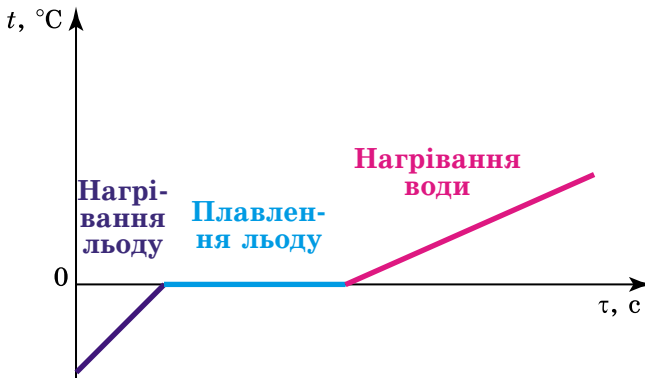 t, °C
Нагрі-
вання
льоду
Плавлен-
ня льоду
Нагрівання
води
0
τ, с